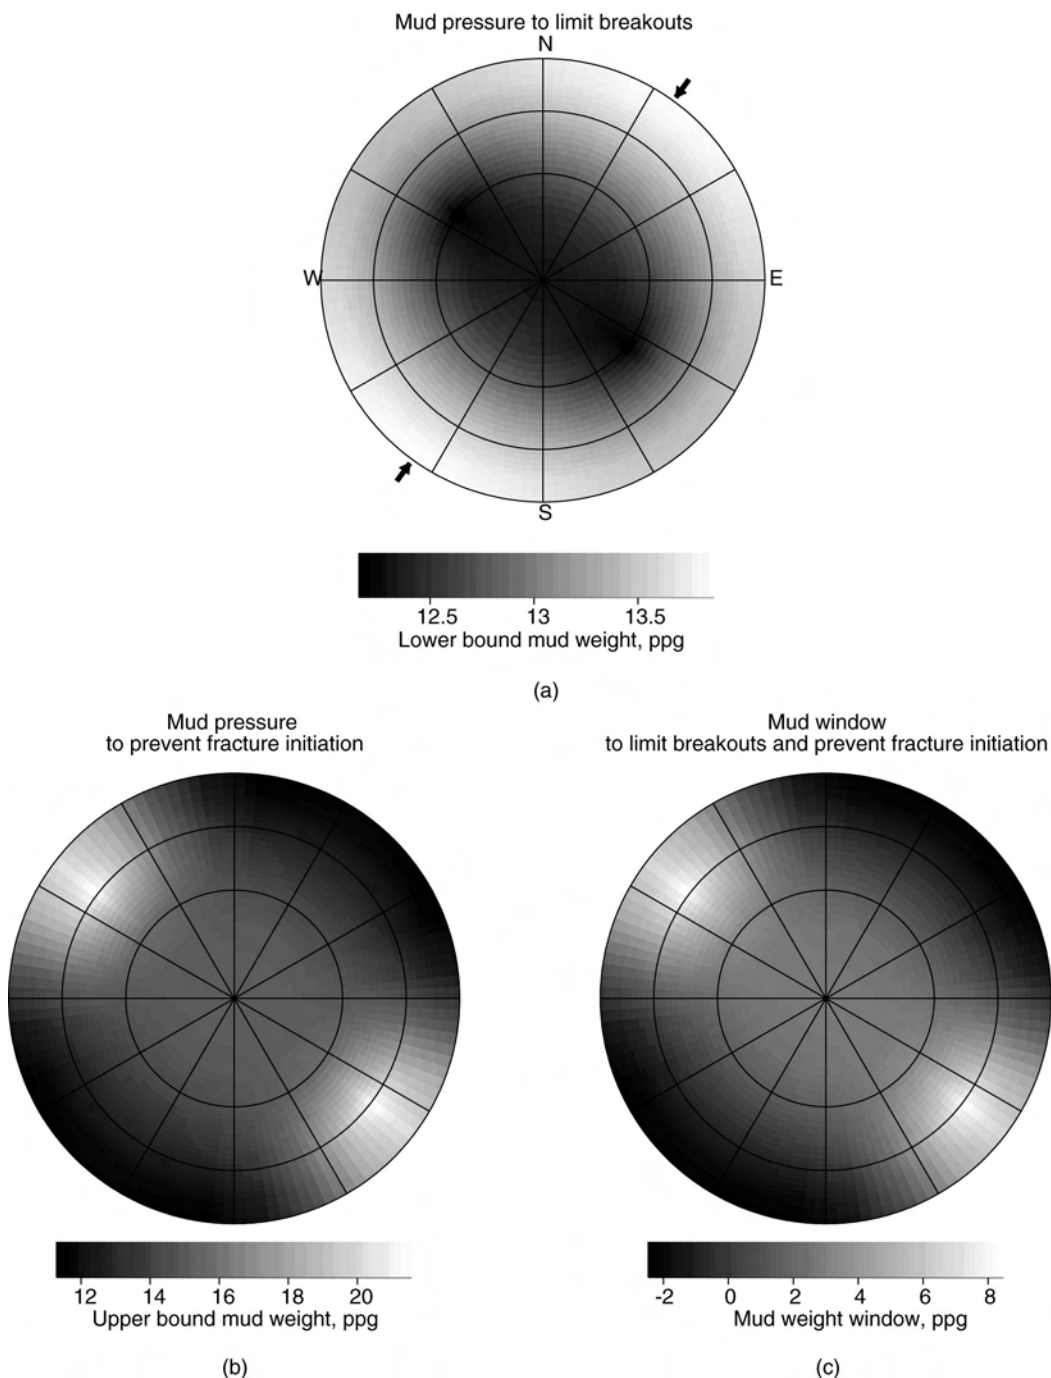 Mud pressure to limit breakouts
N
W
E
S
12.5 13 13.5
Lower bound mud weight, ppg
(a)
Mud pressure
to prevent fracture initiation
Mud window
to limit breakouts and prevent fracture initiation
12 14 16 18 20
Upper bound mud weight, ppg
-2 0 2 4 6 8
Mud weight window, ppg
(b)
(c)